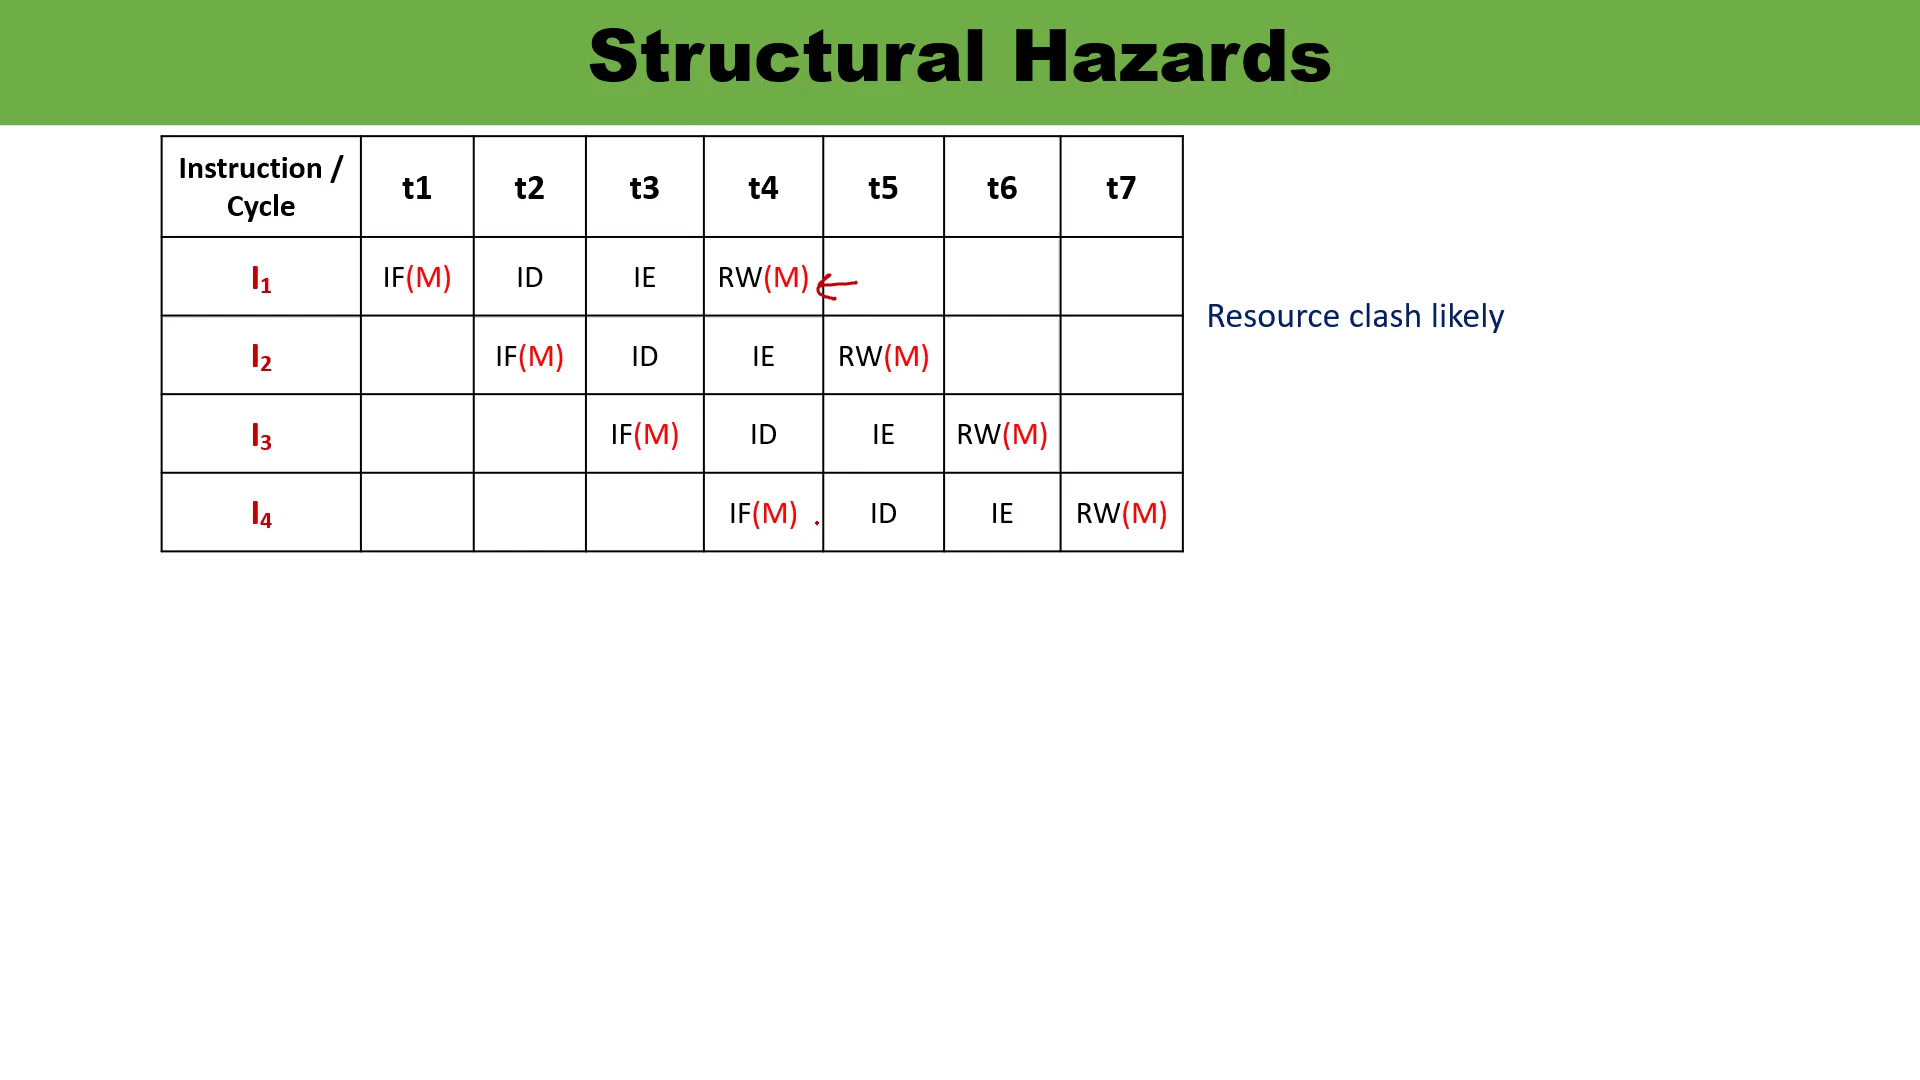 Structural Hazards
Instruction / Cycle t1 t2 t3 t4 t5 t6 t7
I1 IF(M) ID IE RW(M)
Resource clash likely
I2 IF(M) ID IE RW(M)
I3 IF(M) ID IE RW(M)
I4 IF(M) ID IE RW(M)